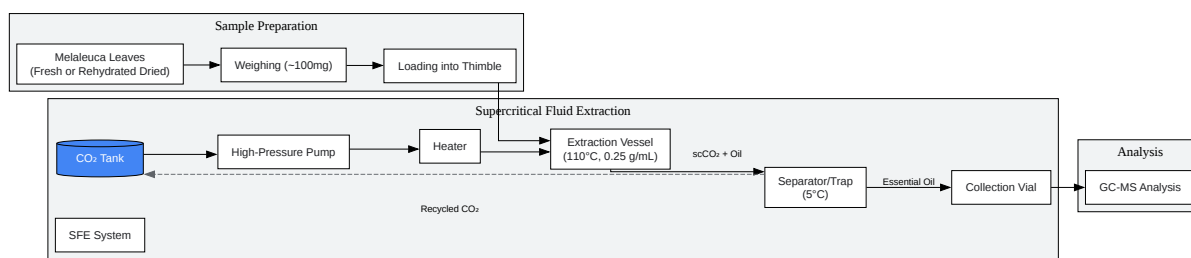 Sample Preparation
Melaleuca Leaves
(Fresh or Rehydrated Dried)
Weighing (~100mg)
Loading into Thimble
Supercritical Fluid Extraction
CO₂ Tank
High-Pressure Pump
Heater
Extraction Vessel
(110°C, 0.25 g/mL)
scCO₂ + Oil
Separator/Trap
(5°C)
Essential Oil
Collection Vial
Recycled CO₂
SFE System
Analysis
GC-MS Analysis